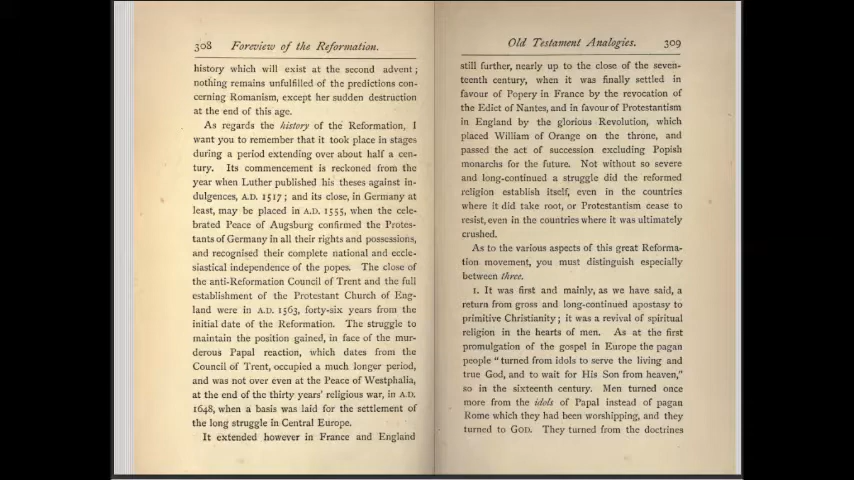 308 Foreview of the Reformation.
history which will exist at the second advent;
nothing remains unfulfilled of the predictions con-
cerning Romanism, except her sudden destruction
at the end of this age.
As regards the history of the Reformation, I
want you to remember that it took place in stages
during a period extending over about half a cen-
tury. Its commencement is reckoned from the
year when Luther published his theses against in-
dulgences, A.D. 1517; and its close, in Germany at
least, may be placed in A.D. 1555, when the cele-
brated Peace of Augsburg confirmed the Protes-
tants of Germany in all their rights and possessions,
and recognised their complete national and eccle-
siastical independence of the popes. The close of
the anti-Reformation Council of Trent and the full
establishment of the Protestant Church of Eng-
land were in A.D. 1563, forty-six years from the
initial date of the Reformation. The struggle to
maintain the position gained, in face of the mur-
derous Papal reaction, which dates from the
Council of Trent, occupied a much longer period,
and was not over even at the Peace of Westphalia,
at the end of the thirty years' religious war, in A.D.
1648, when a basis was laid for the settlement of
the long struggle in Central Europe.
It extended however in France and England
Old Testament Analogies. 309
still further, nearly up to the close of the seven-
teenth century, when it was finally settled in
favour of Popery in France by the revocation of
the Edict of Nantes, and in favour of Protestantism
in England by the glorious Revolution, which
placed William of Orange on the throne, and
passed the act of succession excluding Popish
monarchs for the future. Not without so severe
and long-continued a struggle did the reformed
religion establish itself, even in the countries
where it did take root, or Protestantism cease to
resist, even in the countries where it was ultimately
crushed.
As to the various aspects of this great Reforma-
tion movement, you must distinguish especially
between three.
1. It was first and mainly, as we have said, a
return from gross and long-continued apostasy to
primitive Christianity; it was a revival of spiritual
religion in the hearts of men. As at the first
promulgation of the gospel in Europe the pagan
people "turned from idols to serve the living and
true God, and to wait for His Son from heaven,"
so in the sixteenth century. Men turned once
more from the idols of Papal instead of pagan
Rome which they had been worshipping, and they
turned to GOD. They turned from the doctrines